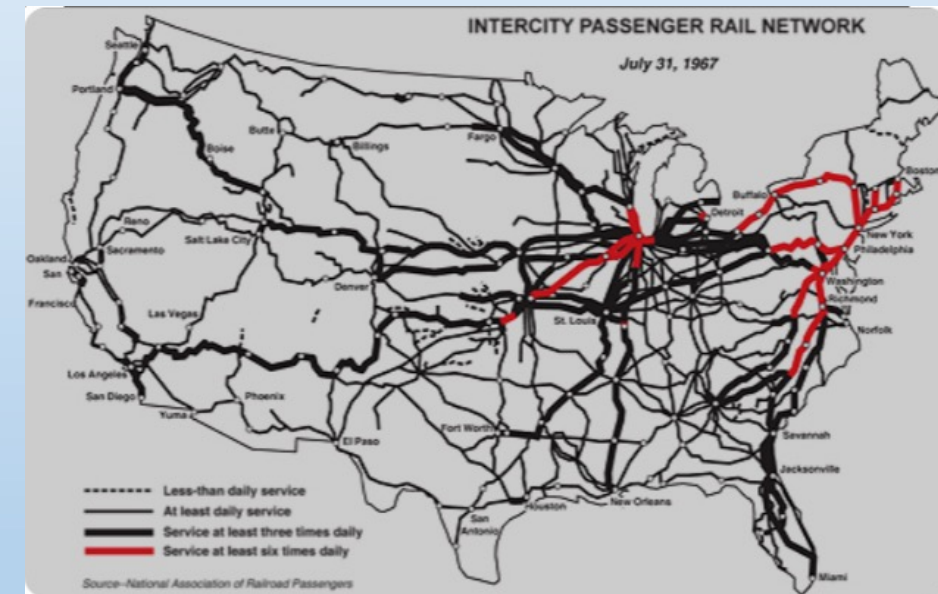 INTERCITY PASSENGER RAIL NETWORK
July 31, 1967
Seattle
Portland
Butte
Billings
Fargo
Boise
Boston
Buffalo
Detroit
New York
Philadelphia
Reno
Sacramento
Salt Lake City
Oakland
San
Francisco
Denver
Washington
Richmond
Norfolk
Las Vegas
St. Louis
Los Angeles
San Diego
Phoenix
Yuma
El Paso
Fort Worth
Savannah
Jacksonville
Houston
New Orleans
San
Antonio
Miami
Less-than daily service
At least daily service
Service at least three times daily
Service at least six times daily
Source--National Association of Railroad Passengers